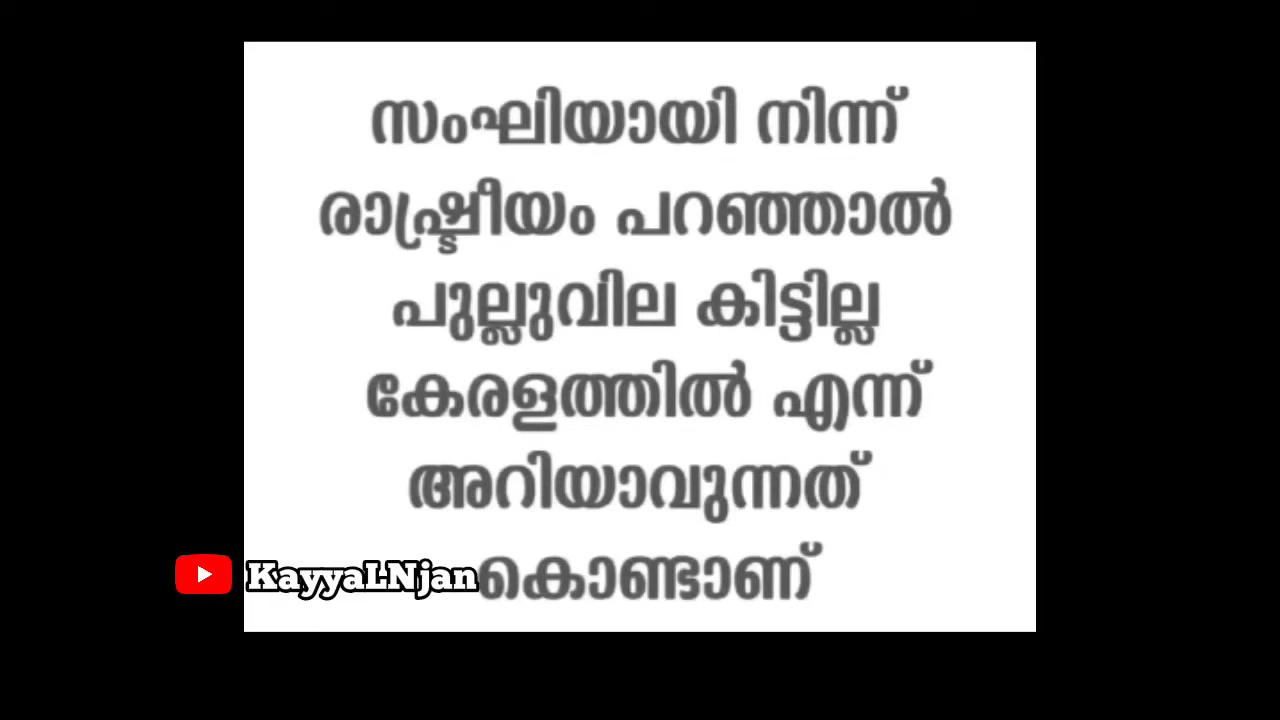 സംഘിയായി നിന്ന്
രാഷ്ട്രീയം പറഞ്ഞാൽ
പുല്ലുവില കിട്ടില്ല
കേരളത്തിൽ എന്ന്
അറിയാവുന്നത്
കൊണ്ടാണ്
KayyaLNjan